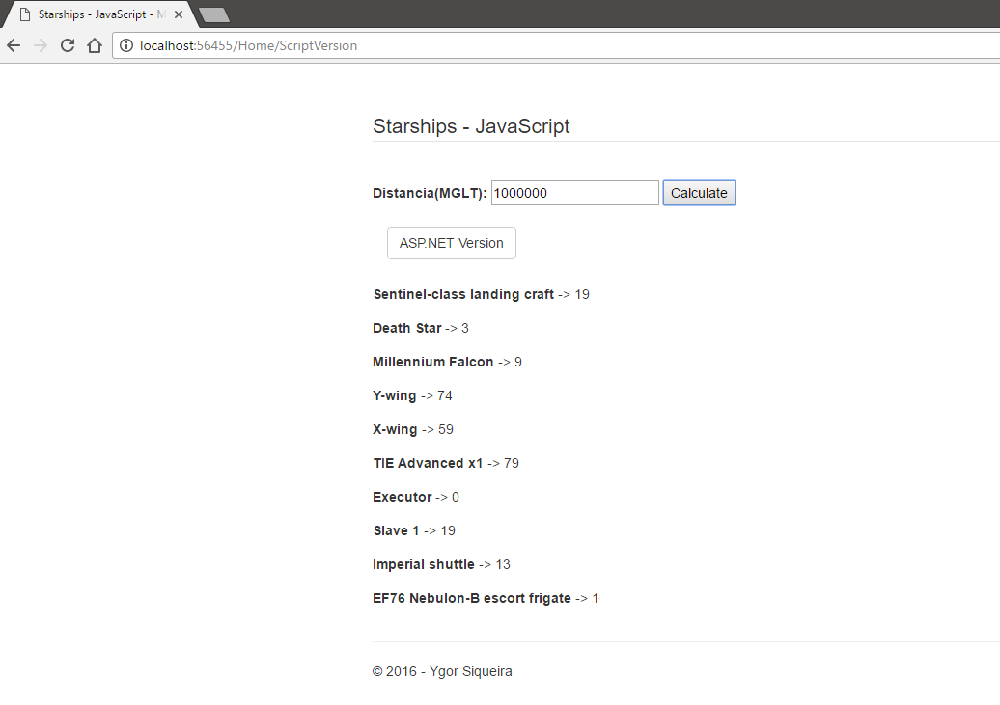 Starships - JavaScript - M
localhost:56455/Home/ScriptVersion
Starships - JavaScript
Distancia(MGLT): 1000000 Calculate
ASP.NET Version
Sentinel-class landing craft -> 19
Death Star -> 3
Millennium Falcon -> 9
Y-wing -> 74
X-wing -> 59
TIE Advanced x1 -> 79
Executor -> 0
Slave 1 -> 19
Imperial shuttle -> 13
EF76 Nebulon-B escort frigate -> 1
© 2016 - Ygor Siqueira